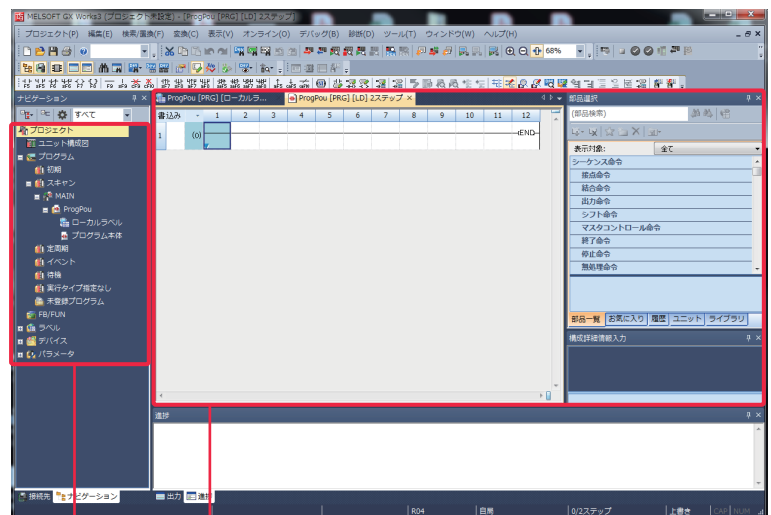 MELSOFT GX Works3 (プロジェクト未設定) - [ProgPou [PRG] [LD] 2ステップ]
プロジェクト(P) 編集(E) 検索/置換(F) 変換(C) 表示(V) オンライン(O) デバッグ(B) 診断(D) ツール(T) ウィンドウ(W) ヘルプ(H)
68%
ナビゲーション
すべて
プロジェクト
ユニット構成図
プログラム
初期
スキャン
MAIN
ProgPou
ローカルラベル
プログラム本体
定周期
イベント
待機
実行タイプ指定なし
未登録プログラム
FB/FUN
ラベル
デバイス
パラメータ
接続先 ナビゲーション
ProgPou [PRG] [ローカルラ... ProgPou [PRG] [LD] 2ステップ
書込み 1 2 3 4 5 6 7 8 9 10 11 12
1 (0) END
部品選択
(部品検索)
表示対象: 全て
シーケンス命令
接点命令
結合命令
出力命令
シフト命令
マスタコントロール命令
終了命令
停止命令
無処理命令
部品一覧 お気に入り 履歴 ユニット ライブラリ
構成詳細情報入力
進捗
出力 進捗
R04 自局 0/2ステップ 上書き CAP NUM